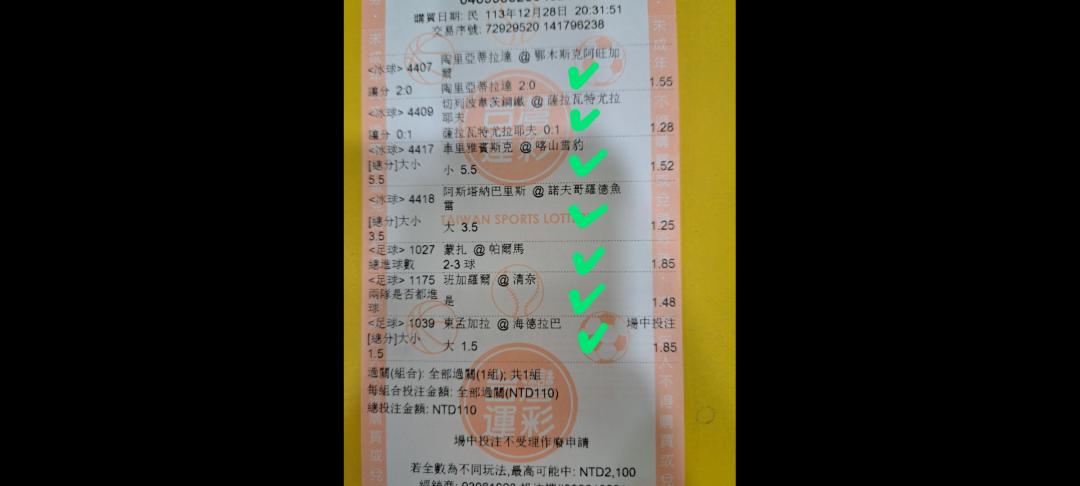 購買日期: 民 113年12月28日 20:31:51
交易序號: 72929520 141796238
<冰球> 4407 陶里亞蒂拉達 @ 鄂木斯克阿旺加爾
讓分 2:0 陶里亞蒂拉達 2:0 1.55
<冰球> 4409 切列波韋茨鋼鐵 @ 薩拉瓦特尤拉耶夫
讓分 0:1 薩拉瓦特尤拉耶夫 0:1 1.28
<冰球> 4417 車里雅賓斯克 @ 喀山雪豹
[總分]大小 5.5 小 5.5 1.52
<冰球> 4418 阿斯塔納巴里斯 @ 諾夫哥羅德魚雷
[總分]大小 3.5 大 3.5 1.25
TAIWAN SPORTS LOTTERY
<足球> 1027 蒙扎 @ 帕爾馬
總進球數 2-3 球 1.85
<足球> 1175 班加羅爾 @ 清奈
兩隊是否都進球 是 1.48
<足球> 1039 東孟加拉 @ 海德拉巴 場中投注
[總分]大小 1.5 大 1.5 1.85
過關(組合): 全部過關(1組); 共1組
每組合投注金額: 全部過關(NTD110)
總投注金額: NTD110
台灣運彩
場中投注不受理作廢申請
若全數為不同玩法,最高可能中: NTD2,100